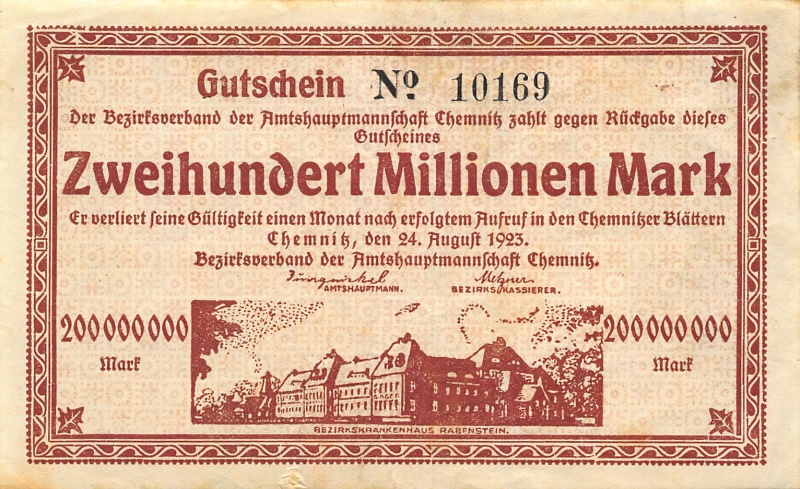 Gutschein № 10169
der Bezirksverband der Amtshauptmannschaft Chemnitz zahlt gegen Rückgabe dieses
Gutscheines
Zweihundert Millionen Mark
Er verliert seine Gültigkeit einen Monat nach erfolgtem Aufruf in den Chemnitzer Blättern
Chemnitz, den 24. August 1923.
Bezirksverband der Amtshauptmannschaft Chemnitz.
Metzner
AMTSHAUPTMANN. BEZIRKSKASSIERER.
200000000 200000000
Mark Mark
BEZIRKSKRANKENHAUS RABENSTEIN.